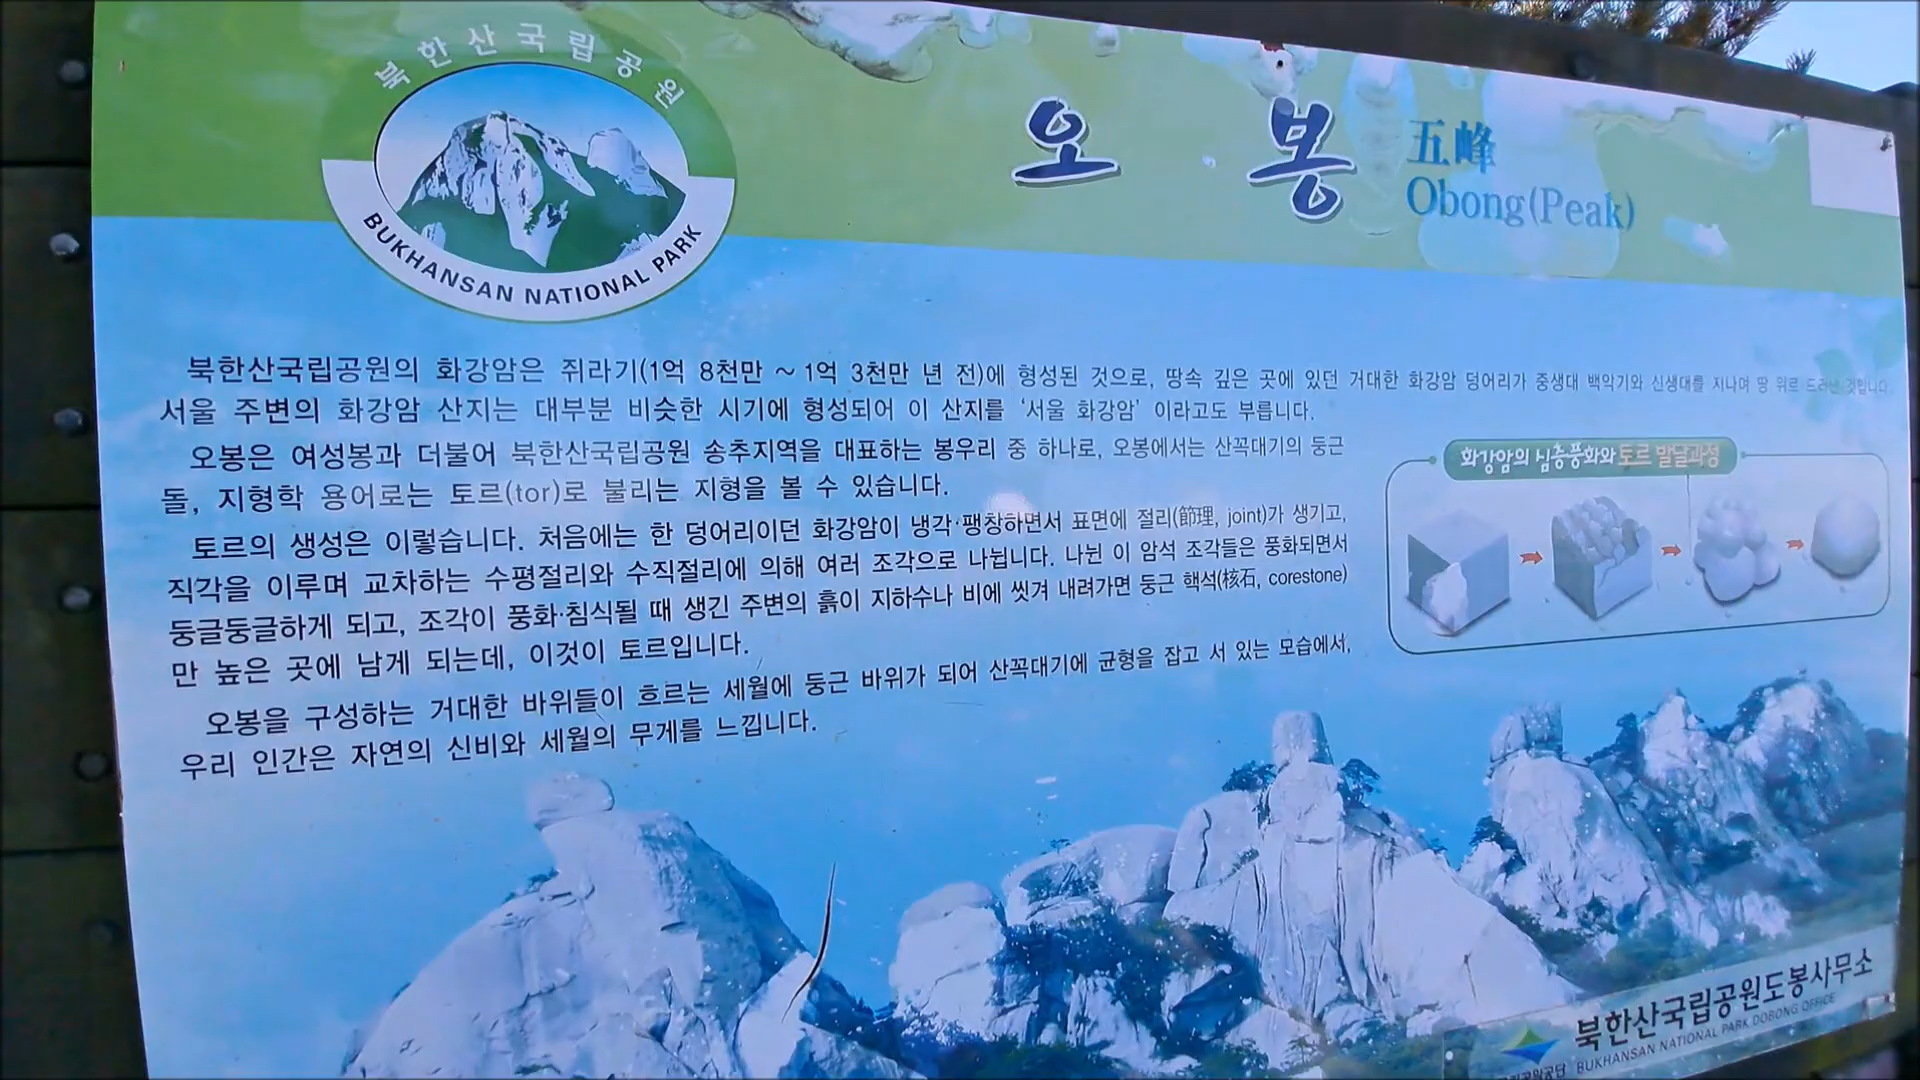 북한산국립공원
BUKHANSAN NATIONAL PARK
오 봉
五峰
Obong(Peak)
북한산국립공원의 화강암은 쥐라기(1억 8천만 ~ 1억 3천만 년 전)에 형성된 것으로, 땅속 깊은 곳에 있던 거대한 화강암 덩어리가 중생대 백악기와 신생대를 지나며 땅 위로 드러난 것입니다.
서울 주변의 화강암 산지는 대부분 비슷한 시기에 형성되어 이 산지를 ‘서울 화강암’ 이라고도 부릅니다.
오봉은 여성봉과 더불어 북한산국립공원 송추지역을 대표하는 봉우리 중 하나로, 오봉에서는 산꼭대기의 둥근
돌, 지형학 용어로는 토르(tor)로 불리는 지형을 볼 수 있습니다.
토르의 생성은 이렇습니다. 처음에는 한 덩어리이던 화강암이 냉각·팽창하면서 표면에 절리(節理, joint)가 생기고,
직각을 이루며 교차하는 수평절리와 수직절리에 의해 여러 조각으로 나뉩니다. 나뉜 이 암석 조각들은 풍화되면서
둥글둥글하게 되고, 조각이 풍화·침식될 때 생긴 주변의 흙이 지하수나 비에 씻겨 내려가면 둥근 핵석(核石, corestone)
만 높은 곳에 남게 되는데, 이것이 토르입니다.
오봉을 구성하는 거대한 바위들이 흐르는 세월에 둥근 바위가 되어 산꼭대기에 균형을 잡고 서 있는 모습에서,
우리 인간은 자연의 신비와 세월의 무게를 느낍니다.
화강암의 심층풍화와 토르 발달과정
북한산국립공원도봉사무소
BUKHANSAN NATIONAL PARK DOBONG OFFICE